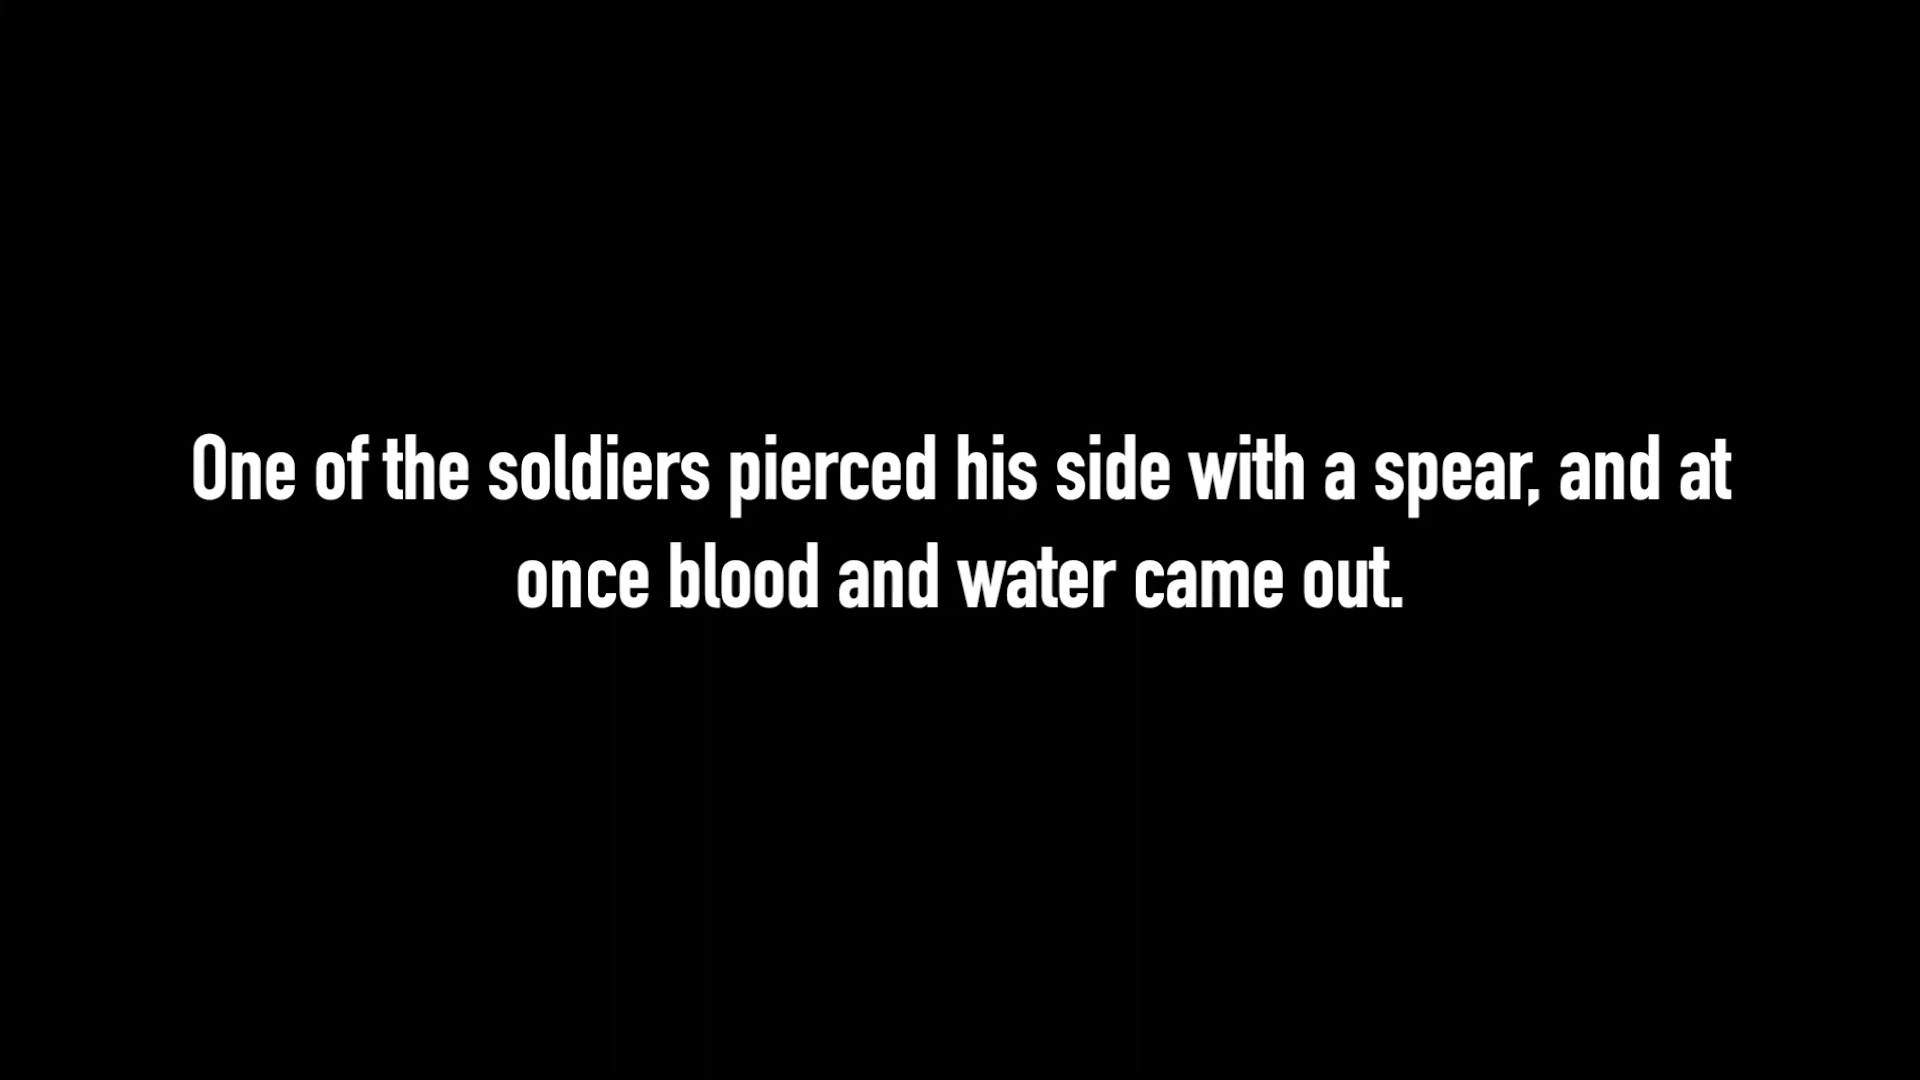 One of the soldiers pierced his side with a spear, and at
once blood and water came out.